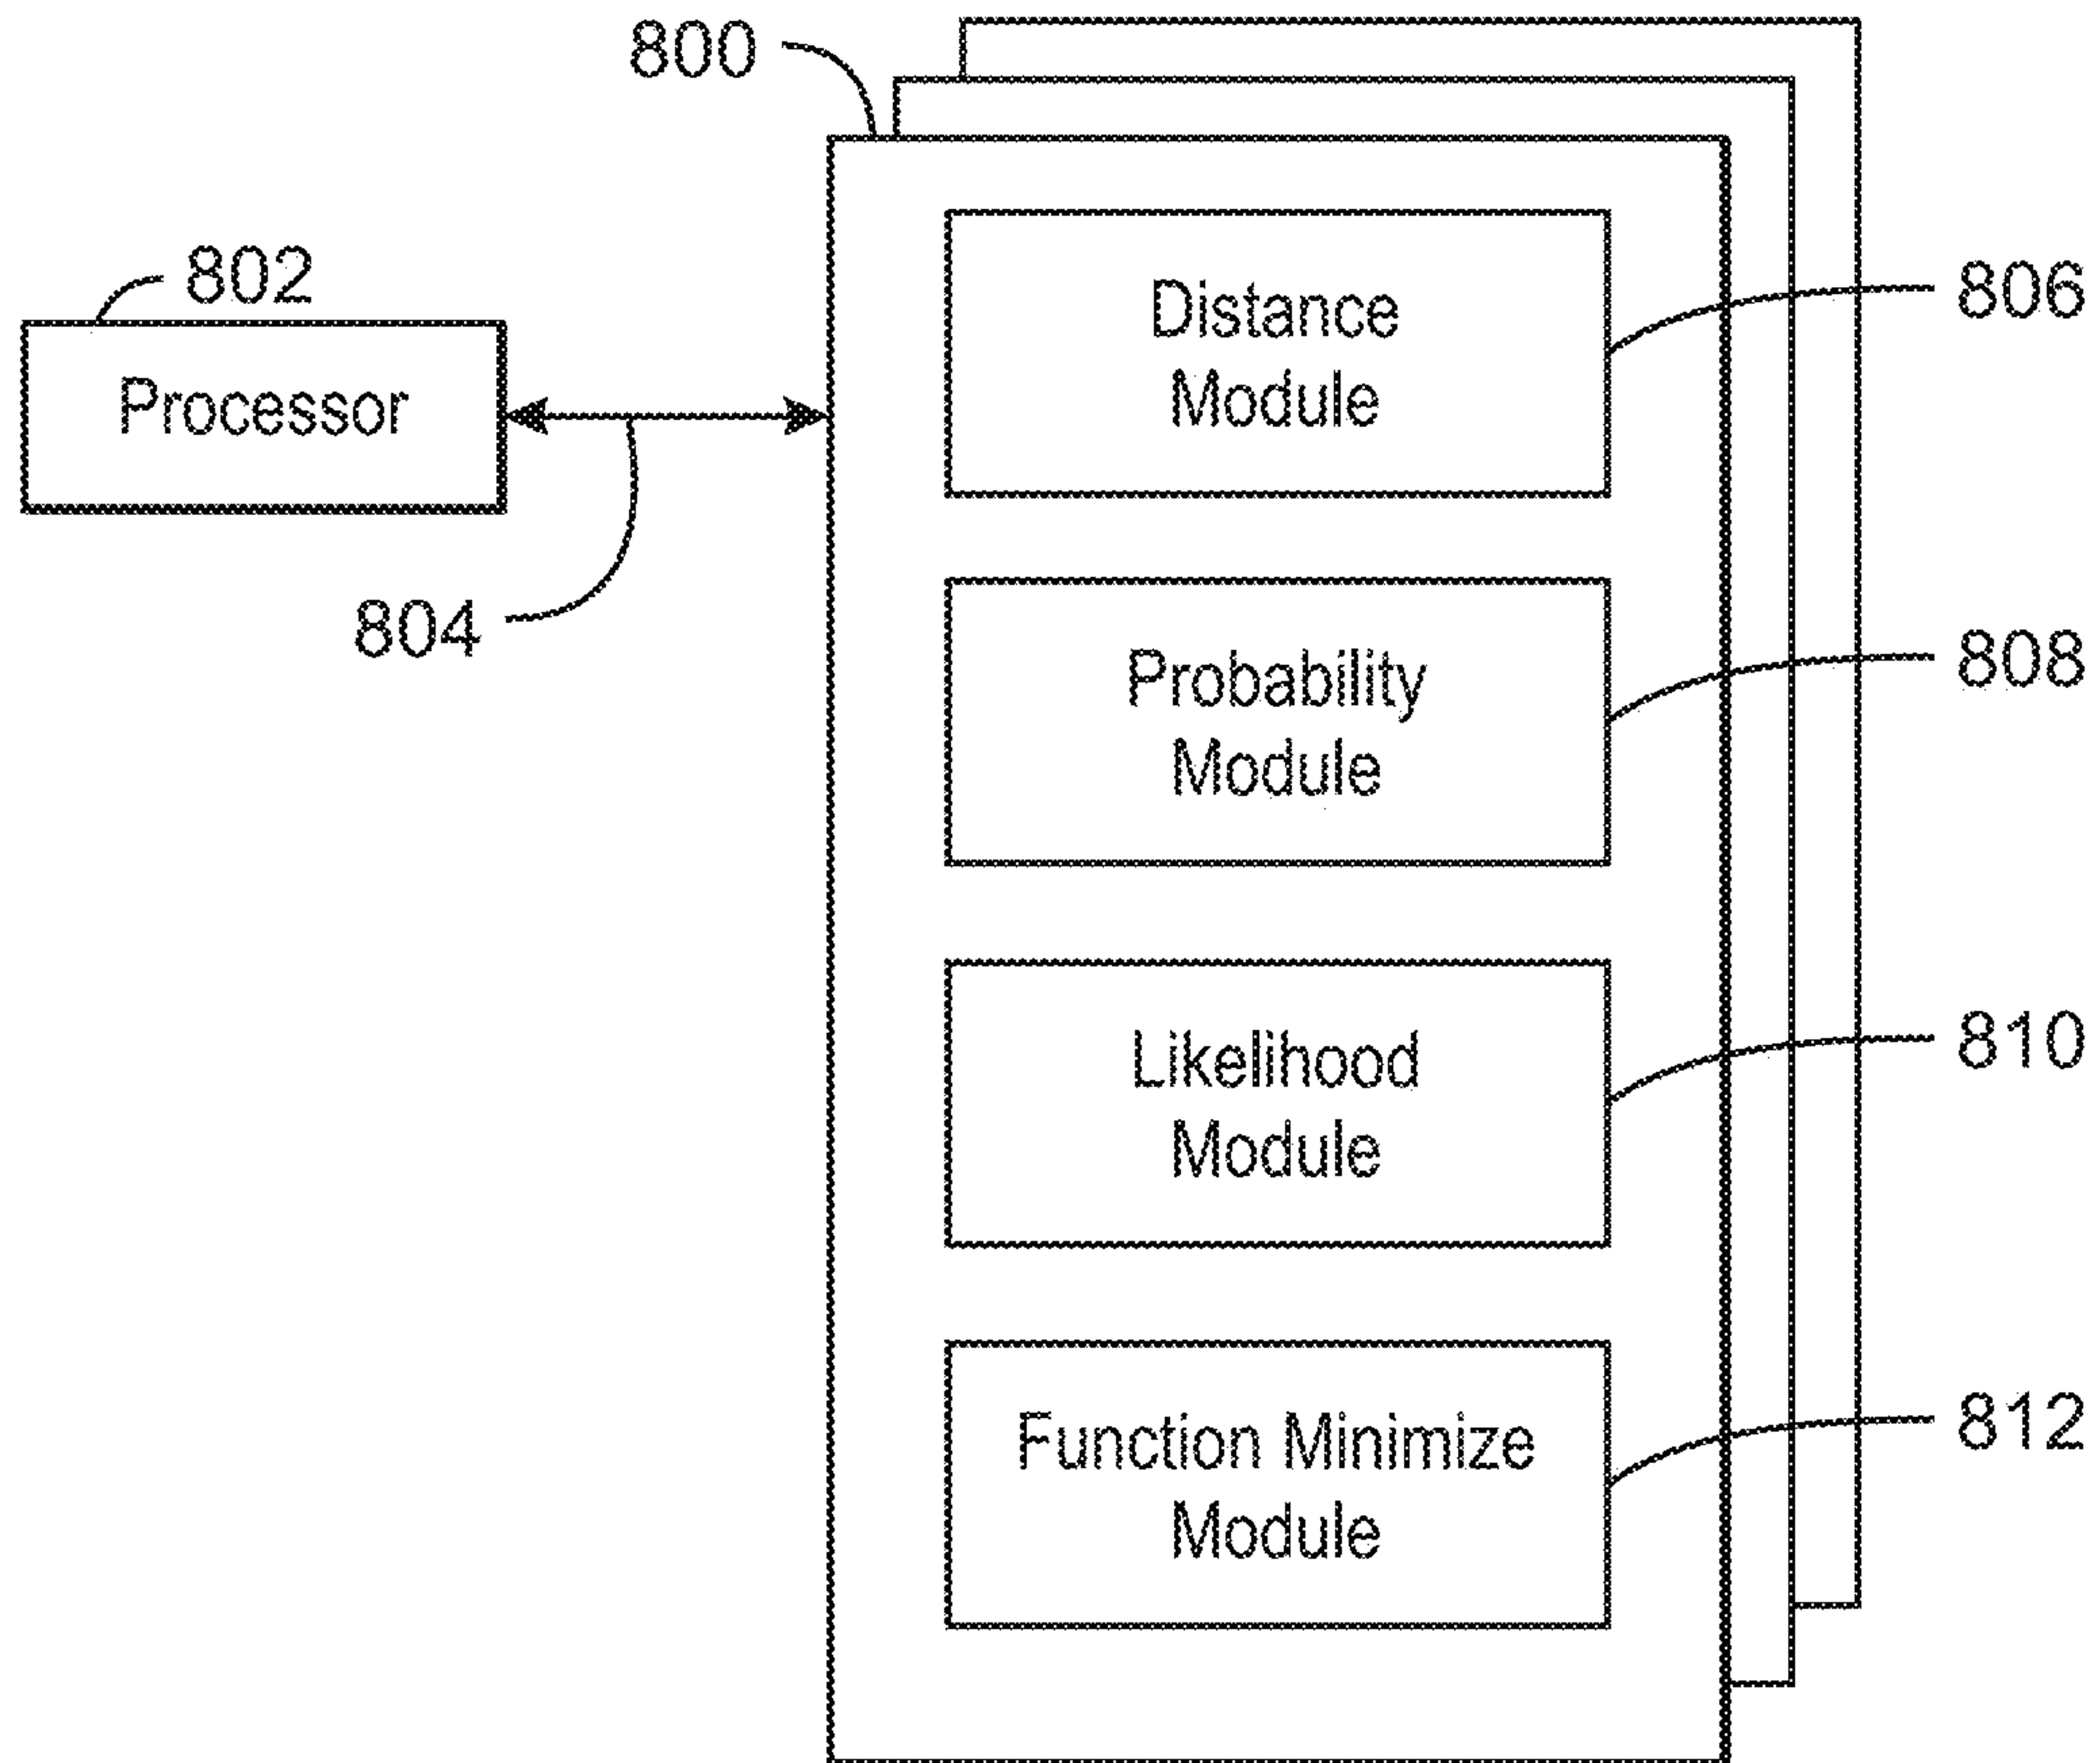 800
802
Processor
804
Distance
Module
806
Probability
Module
808
Likelihood
Module
810
Function Minimize
Module
812